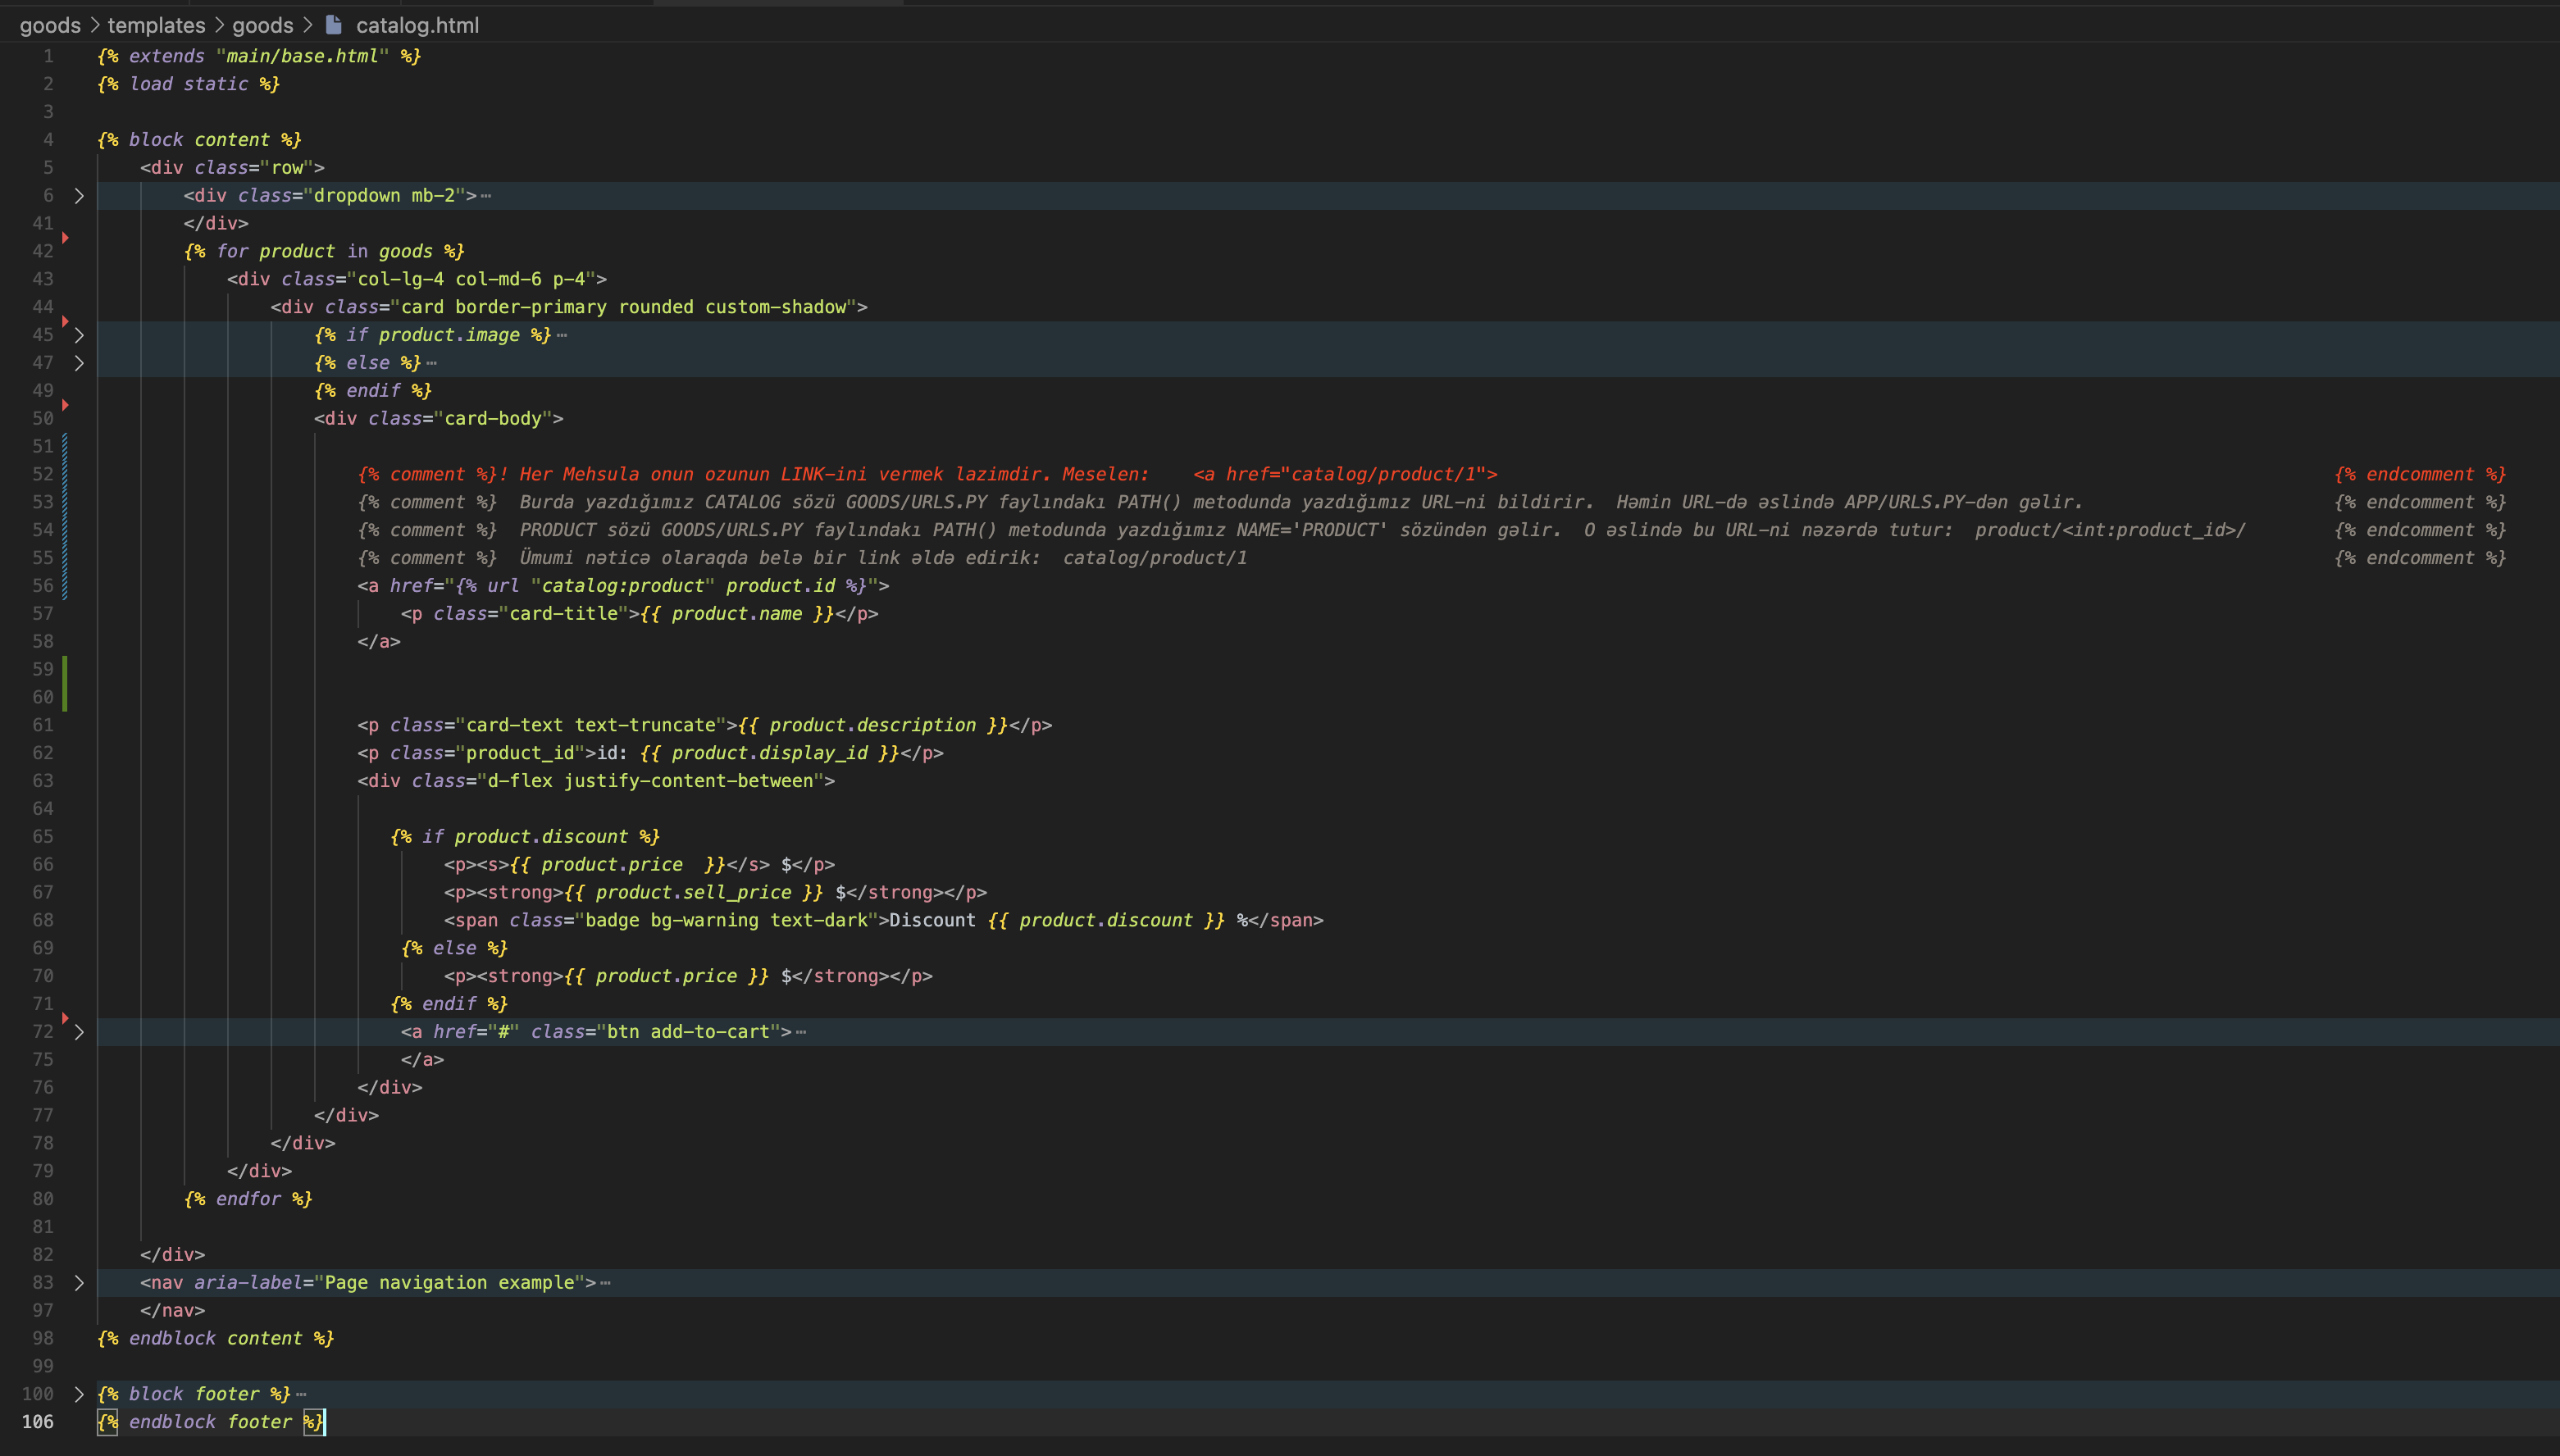 goods > templates > goods > catalog.html
1 {% extends "main/base.html" %}
2 {% load static %}
3
4 {% block content %}
5 <div class="row">
6 <div class="dropdown mb-2">…
41 </div>
42 {% for product in goods %}
43 <div class="col-lg-4 col-md-6 p-4">
44 <div class="card border-primary rounded custom-shadow">
45 {% if product.image %}…
47 {% else %}…
49 {% endif %}
50 <div class="card-body">
51
52 {% comment %}! Her Mehsula onun ozunun LINK-ini vermek lazimdir. Meselen: <a href="catalog/product/1"> {% endcomment %}
53 {% comment %} Burda yazdığımız CATALOG sözü GOODS/URLS.PY faylındakı PATH() metodunda yazdığımız URL-ni bildirir. Həmin URL-də əslində APP/URLS.PY-dən gəlir. {% endcomment %}
54 {% comment %} PRODUCT sözü GOODS/URLS.PY faylındakı PATH() metodunda yazdığımız NAME='PRODUCT' sözündən gəlir. O əslində bu URL-ni nəzərdə tutur: product/<int:product_id>/ {% endcomment %}
55 {% comment %} Ümumi nəticə olaraqda belə bir link əldə edirik: catalog/product/1 {% endcomment %}
56 <a href="{% url "catalog:product" product.id %}">
57 <p class="card-title">{{ product.name }}</p>
58 </a>
59
60
61 <p class="card-text text-truncate">{{ product.description }}</p>
62 <p class="product_id">id: {{ product.display_id }}</p>
63 <div class="d-flex justify-content-between">
64
65 {% if product.discount %}
66 <p><s>{{ product.price  }}</s> $</p>
67 <p><strong>{{ product.sell_price }} $</strong></p>
68 <span class="badge bg-warning text-dark">Discount {{ product.discount }} %</span>
69 {% else %}
70 <p><strong>{{ product.price }} $</strong></p>
71 {% endif %}
72 <a href="#" class="btn add-to-cart">…
75 </a>
76 </div>
77 </div>
78 </div>
79 </div>
80 {% endfor %}
81
82 </div>
83 <nav aria-label="Page navigation example">…
97 </nav>
98 {% endblock content %}
99
100 {% block footer %}…
106 {% endblock footer %}